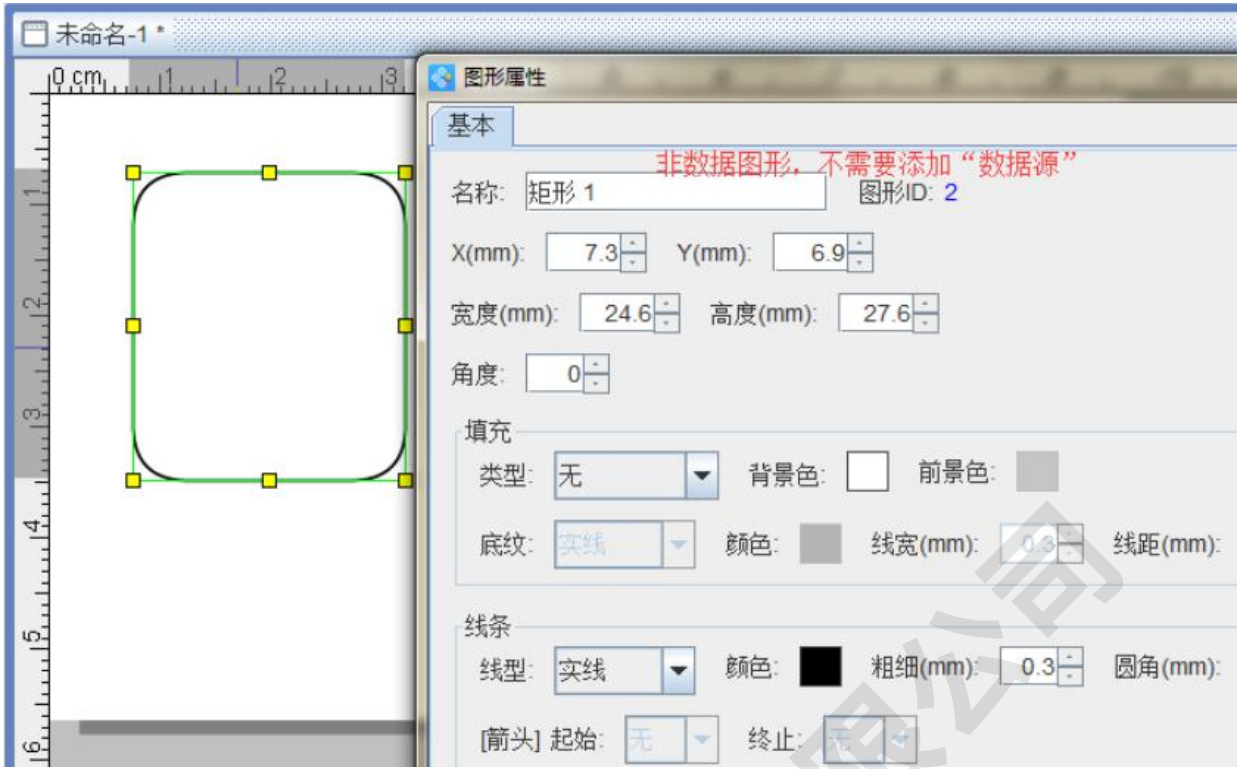 未命名-1 *
0 cm 1 2 3
图形属性
基本
非数据图形，不需要添加“数据源”
名称: 矩形 1 图形ID: 2
X(mm): 7.3 Y(mm): 6.9
宽度(mm): 24.6 高度(mm): 27.6
角度: 0
填充
类型: 无 背景色: 前景色:
底纹: 实线 颜色: 线宽(mm): 0.3 线距(mm):
线条
线型: 实线 颜色: 粗细(mm): 0.3 圆角(mm):
[箭头] 起始: 无 终止: 无
1
2
3
4
5
6
限公司